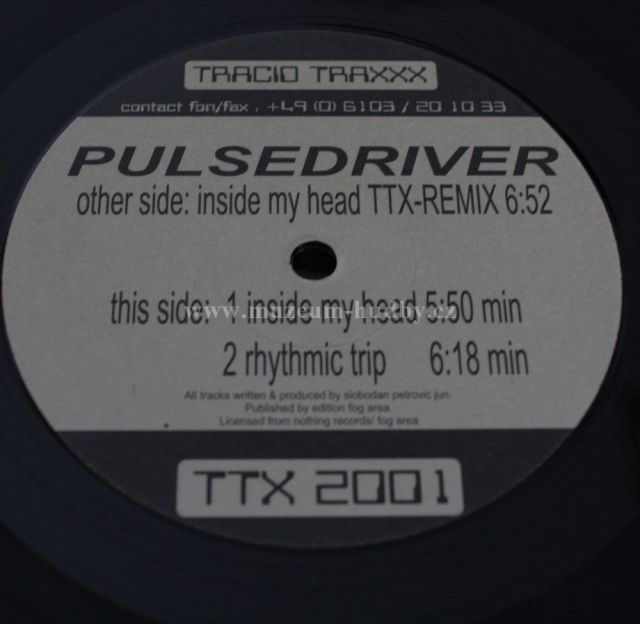 TRACID TRAXXX
contact fon/fax . +49 (0) 6103 / 20 10 33
PULSEDRIVER
other side: inside my head TTX-REMIX 6:52
this side: 1 inside my head 5:50 min
www.muzeum-hudby.cz
2 rhythmic trip 6:18 min
All tracks written & produced by slobodan petrovic jun.
Published by edition fog area
Licensed from nothing records/ fog area
TTX 2001